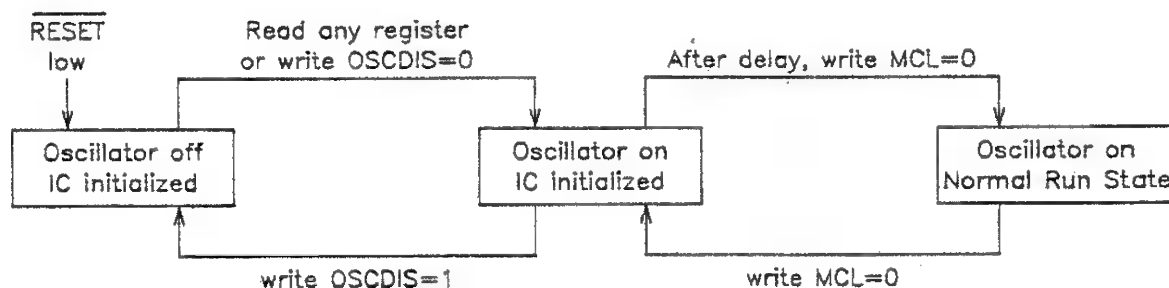 RESET
low
Read any register
or write OSCDIS=0
After delay, write MCL=0
Oscillator off
IC initialized
Oscillator on
IC initialized
Oscillator on
Normal Run State
write OSCDIS=1
write MCL=0